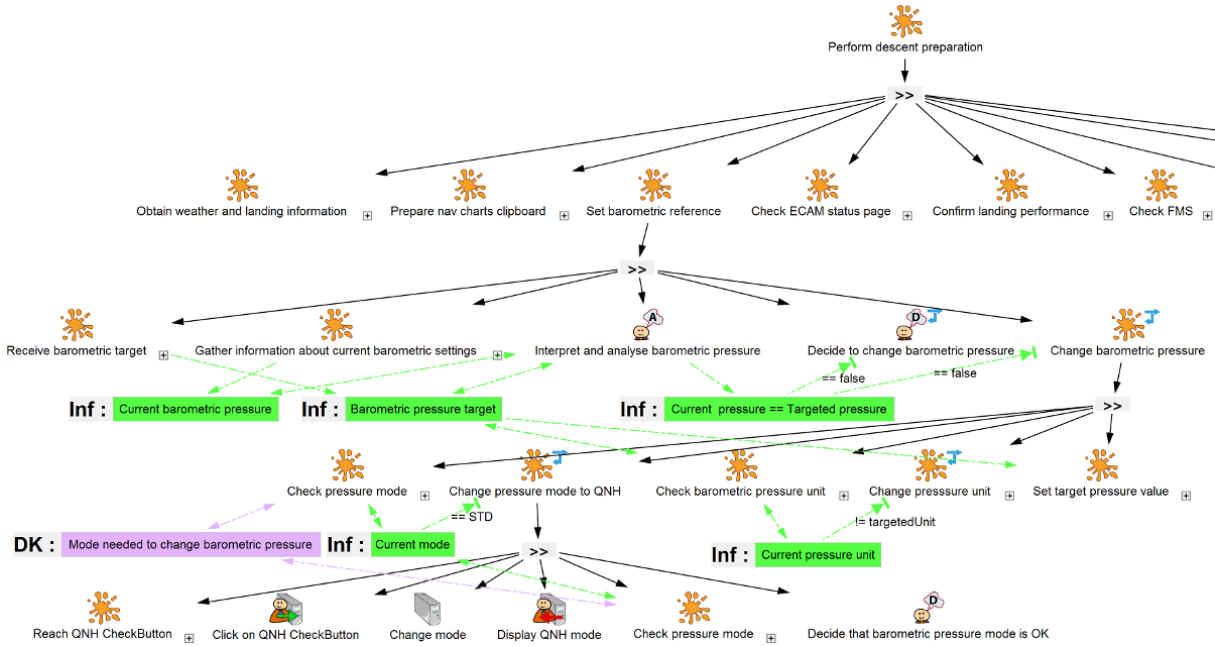 Perform descent preparation
>>
Obtain weather and landing information
Prepare nav charts clipboard
Set barometric reference
Check ECAM status page
Confirm landing performance
Check FMS
>>
A
D
Receive barometric target
Gather information about current barometric settings
Interpret and analyse barometric pressure
Decide to change barometric pressure
Change barometric pressure
== false
== false
Inf : Current barometric pressure
Inf : Barometric pressure target
Inf : Current pressure == Targeted pressure
>>
Check pressure mode
Change pressure mode to QNH
Check barometric pressure unit
Change presssure unit
Set target pressure value
== STD
!= targetedUnit
DK : Mode needed to change barometric pressure
Inf : Current mode
Inf : Current pressure unit
>>
D
Reach QNH CheckButton
Click on QNH CheckButton
Change mode
Display QNH mode
Check pressure mode
Decide that barometric pressure mode is OK